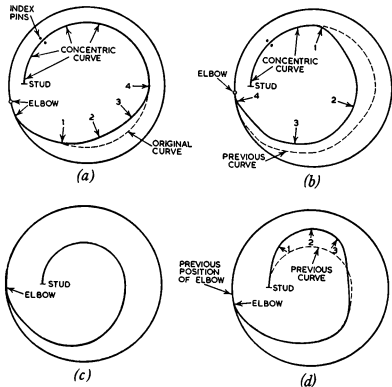 INDEX
PINS
CONCENTRIC
CURVE
STUD
ELBOW
1
2
3
4
ORIGINAL
CURVE
(a)
ELBOW
CONCENTRIC
CURVE
STUD
1
2
3
4
PREVIOUS
CURVE
(b)
STUD
ELBOW
(c)
PREVIOUS
POSITION
OF ELBOW
1
2
3
PREVIOUS
CURVE
STUD
ELBOW
(d)